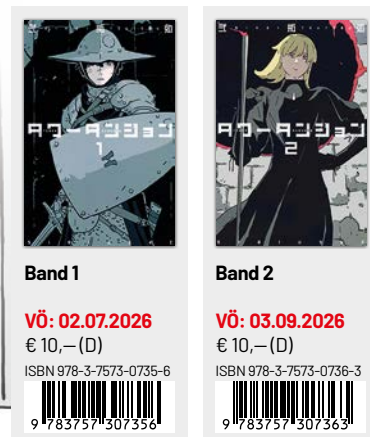 タワーダンジョン
1
Band 1
VÖ: 02.07.2026
€ 10,— (D)
ISBN 978-3-7573-0735-6
9 783757 307356
タワーダンジョン
2
Band 2
VÖ: 03.09.2026
€ 10,— (D)
ISBN 978-3-7573-0736-3
9 783757 307363